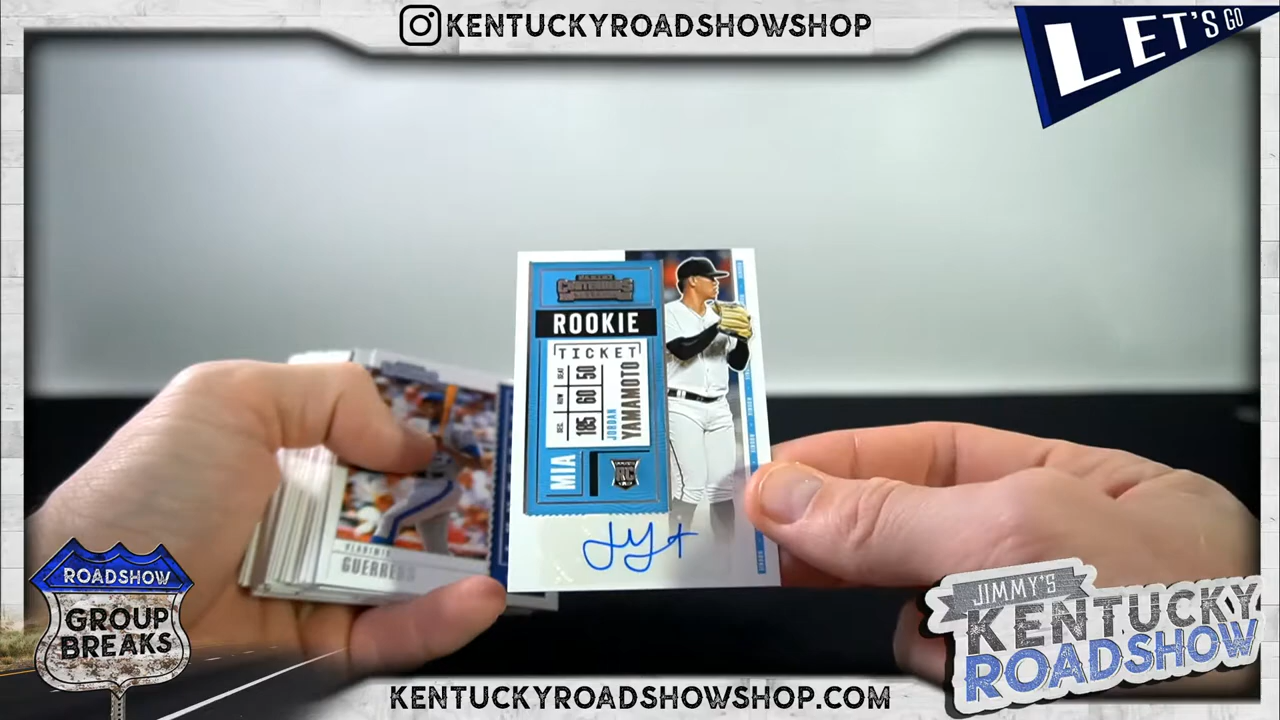 KENTUCKYROADSHOWSHOP
LET'S GO
CONTENDERS
ROOKIE
TICKET
SEC. ROW SEAT
185 60 50
JORDAN
YAMAMOTO
MIA
RC
VLADIMIR
GUERRERO
ROADSHOW
GROUP
BREAKS
JIMMY'S
KENTUCKY
ROADSHOW
KENTUCKYROADSHOWSHOP.COM